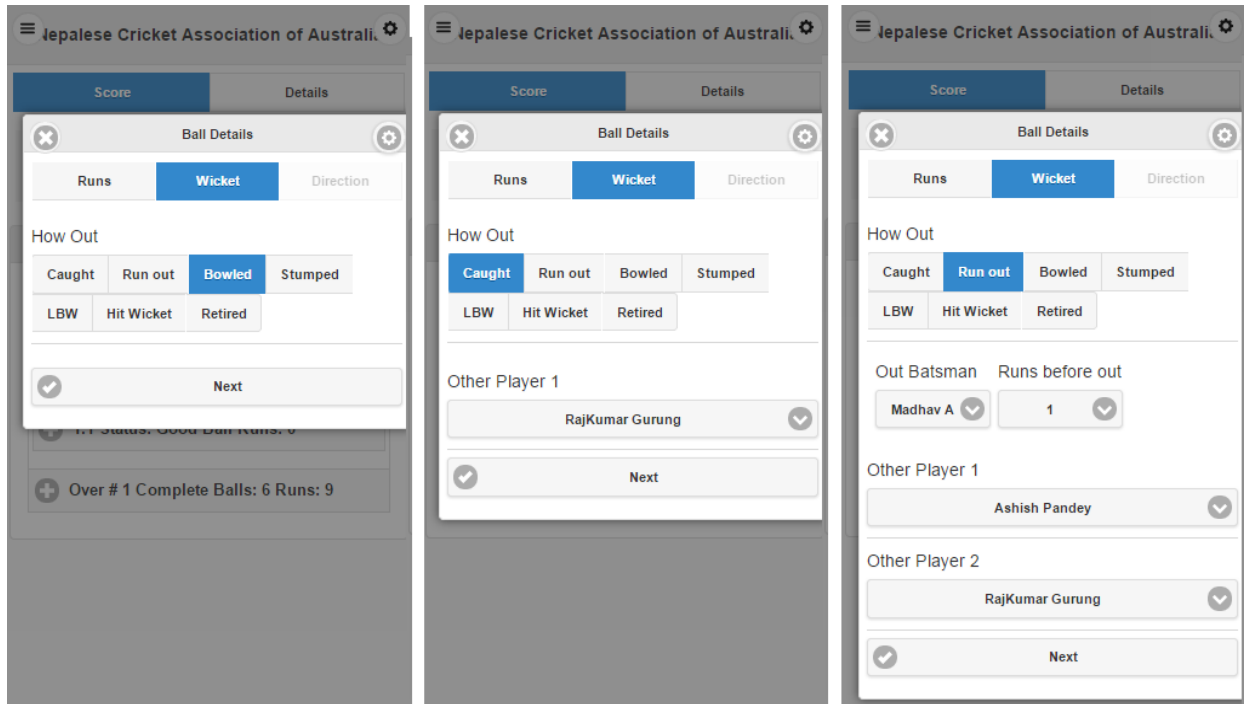 Nepalese Cricket Association of Australi.
Score Details
Ball Details
Runs Wicket Direction
How Out
Caught Run out Bowled Stumped
LBW Hit Wicket Retired
Next
1.1 Status: Good Ball Runs: 0
Over # 1 Complete Balls: 6 Runs: 9
Nepalese Cricket Association of Australi.
Score Details
Ball Details
Runs Wicket Direction
How Out
Caught Run out Bowled Stumped
LBW Hit Wicket Retired
Other Player 1
RajKumar Gurung
Next
Nepalese Cricket Association of Australi.
Score Details
Ball Details
Runs Wicket Direction
How Out
Caught Run out Bowled Stumped
LBW Hit Wicket Retired
Out Batsman Runs before out
Madhav A 1
Other Player 1
Ashish Pandey
Other Player 2
RajKumar Gurung
Next